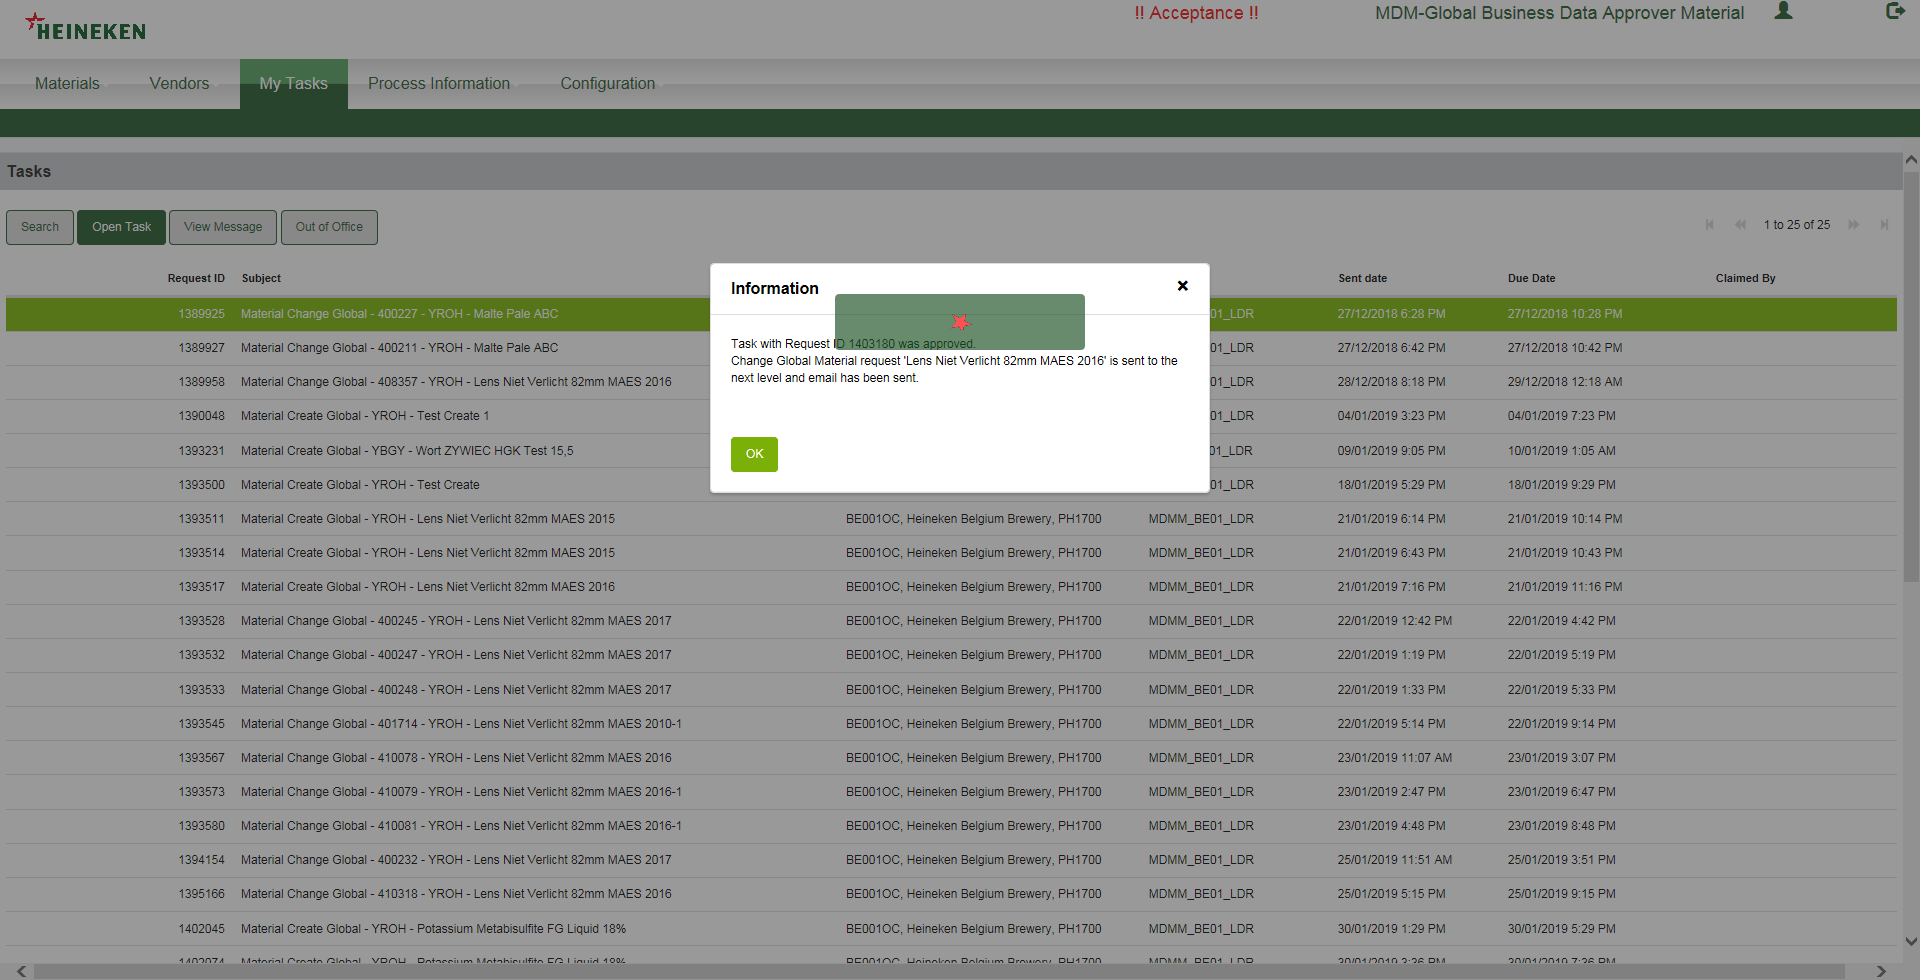 HEINEKEN
!! Acceptance !!
MDM-Global Business Data Approver Material
Materials Vendors My Tasks Process Information Configuration
Tasks
Search Open Task View Message Out of Office
1 to 25 of 25
Request ID Subject Sent date Due Date Claimed By
1389925 Material Change Global - 400227 - YROH - Malte Pale ABC 01_LDR 27/12/2018 6:28 PM 27/12/2018 10:28 PM
1389927 Material Change Global - 400211 - YROH - Malte Pale ABC 01_LDR 27/12/2018 6:42 PM 27/12/2018 10:42 PM
1389958 Material Change Global - 408357 - YROH - Lens Niet Verlicht 82mm MAES 2016 01_LDR 28/12/2018 8:18 PM 29/12/2018 12:18 AM
1390048 Material Create Global - YROH - Test Create 1 01_LDR 04/01/2019 3:23 PM 04/01/2019 7:23 PM
1393231 Material Create Global - YBGY - Wort ZYWIEC HGK Test 15,5 01_LDR 09/01/2019 9:05 PM 10/01/2019 1:05 AM
1393500 Material Create Global - YROH - Test Create 01_LDR 18/01/2019 5:29 PM 18/01/2019 9:29 PM
Information
Task with Request ID 1403180 was approved.
Change Global Material request 'Lens Niet Verlicht 82mm MAES 2016' is sent to the
next level and email has been sent.
OK
1393511 Material Create Global - YROH - Lens Niet Verlicht 82mm MAES 2015 BE001OC, Heineken Belgium Brewery, PH1700 MDMM_BE01_LDR 21/01/2019 6:14 PM 21/01/2019 10:14 PM
1393514 Material Create Global - YROH - Lens Niet Verlicht 82mm MAES 2015 BE001OC, Heineken Belgium Brewery, PH1700 MDMM_BE01_LDR 21/01/2019 6:43 PM 21/01/2019 10:43 PM
1393517 Material Create Global - YROH - Lens Niet Verlicht 82mm MAES 2016 BE001OC, Heineken Belgium Brewery, PH1700 MDMM_BE01_LDR 21/01/2019 7:16 PM 21/01/2019 11:16 PM
1393528 Material Change Global - 400245 - YROH - Lens Niet Verlicht 82mm MAES 2017 BE001OC, Heineken Belgium Brewery, PH1700 MDMM_BE01_LDR 22/01/2019 12:42 PM 22/01/2019 4:42 PM
1393532 Material Change Global - 400247 - YROH - Lens Niet Verlicht 82mm MAES 2017 BE001OC, Heineken Belgium Brewery, PH1700 MDMM_BE01_LDR 22/01/2019 1:19 PM 22/01/2019 5:19 PM
1393533 Material Change Global - 400248 - YROH - Lens Niet Verlicht 82mm MAES 2017 BE001OC, Heineken Belgium Brewery, PH1700 MDMM_BE01_LDR 22/01/2019 1:33 PM 22/01/2019 5:33 PM
1393545 Material Change Global - 401714 - YROH - Lens Niet Verlicht 82mm MAES 2010-1 BE001OC, Heineken Belgium Brewery, PH1700 MDMM_BE01_LDR 22/01/2019 5:14 PM 22/01/2019 9:14 PM
1393567 Material Change Global - 410078 - YROH - Lens Niet Verlicht 82mm MAES 2016 BE001OC, Heineken Belgium Brewery, PH1700 MDMM_BE01_LDR 23/01/2019 11:07 AM 23/01/2019 3:07 PM
1393573 Material Change Global - 410079 - YROH - Lens Niet Verlicht 82mm MAES 2016-1 BE001OC, Heineken Belgium Brewery, PH1700 MDMM_BE01_LDR 23/01/2019 2:47 PM 23/01/2019 6:47 PM
1393580 Material Change Global - 410081 - YROH - Lens Niet Verlicht 82mm MAES 2016-1 BE001OC, Heineken Belgium Brewery, PH1700 MDMM_BE01_LDR 23/01/2019 4:48 PM 23/01/2019 8:48 PM
1394154 Material Change Global - 400232 - YROH - Lens Niet Verlicht 82mm MAES 2017 BE001OC, Heineken Belgium Brewery, PH1700 MDMM_BE01_LDR 25/01/2019 11:51 AM 25/01/2019 3:51 PM
1395166 Material Change Global - 410318 - YROH - Lens Niet Verlicht 82mm MAES 2016 BE001OC, Heineken Belgium Brewery, PH1700 MDMM_BE01_LDR 25/01/2019 5:15 PM 25/01/2019 9:15 PM
1402045 Material Create Global - YROH - Potassium Metabisulfite FG Liquid 18% BE001OC, Heineken Belgium Brewery, PH1700 MDMM_BE01_LDR 30/01/2019 1:29 PM 30/01/2019 5:29 PM
1402074 Material Create Global - YROH - Potassium Metabisulfite FG Liquid 18% BE001OC, Heineken Belgium Brewery, PH1700 MDMM_BE01_LDR 30/01/2019 3:36 PM 30/01/2019 7:36 PM